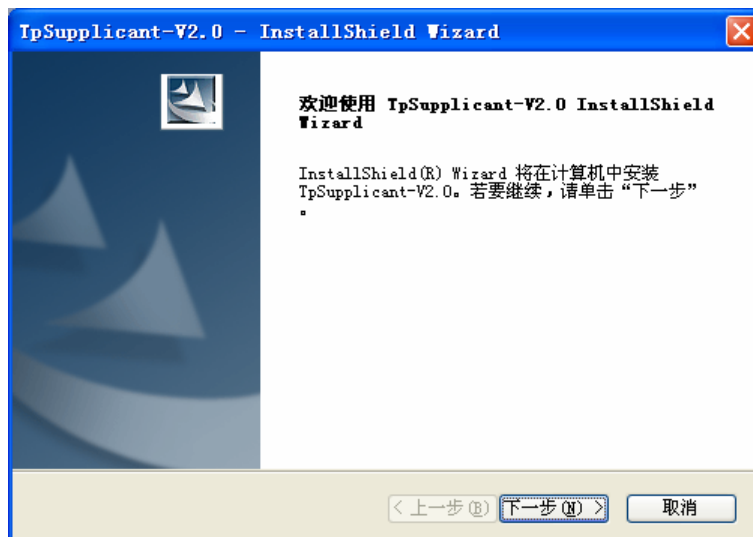 TpSupplicant-V2.0 - InstallShield Wizard
欢迎使用 TpSupplicant-V2.0 InstallShield
Wizard
InstallShield(R) Wizard 将在计算机中安装
TpSupplicant-V2.0。若要继续，请单击“下一步”
。
< 上一步(B)
下一步(N) >
取消